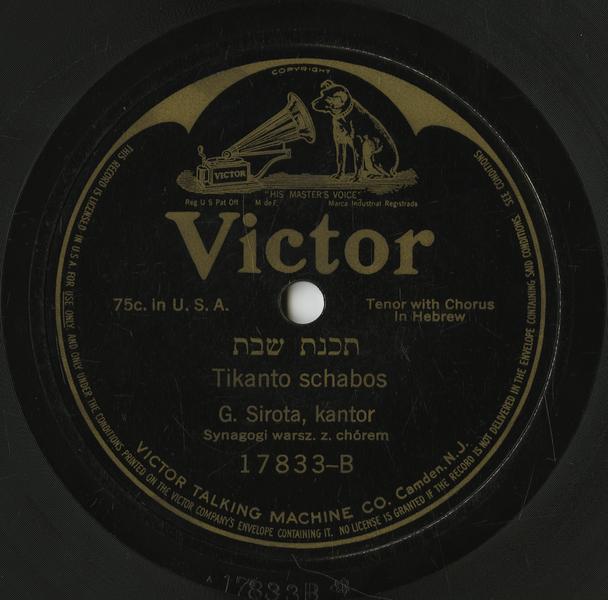 COPYRIGHT
VICTOR
"HIS MASTER'S VOICE"
Reg U S Pat Off M de F. Marca Industrial Registrada
Victor
75c. in U. S. A.
Tenor with Chorus
In Hebrew
תכנת שבת
Tikanto schabos
G. Sirota, kantor
Synagogi warsz. z. chórem
17833-B
VICTOR TALKING MACHINE CO. Camden, N.J.
THIS RECORD IS LICENSED IN U.S.A. FOR USE ONLY AND ONLY UNDER THE CONDITIONS PRINTED ON THE VICTOR COMPANY'S ENVELOPE CONTAINING IT. NO LICENSE IS GRANTED IF THE RECORD IS NOT DELIVERED IN THE ENVELOPE CONTAINING SAID CONDITIONS. SEE CONDITIONS
17833B